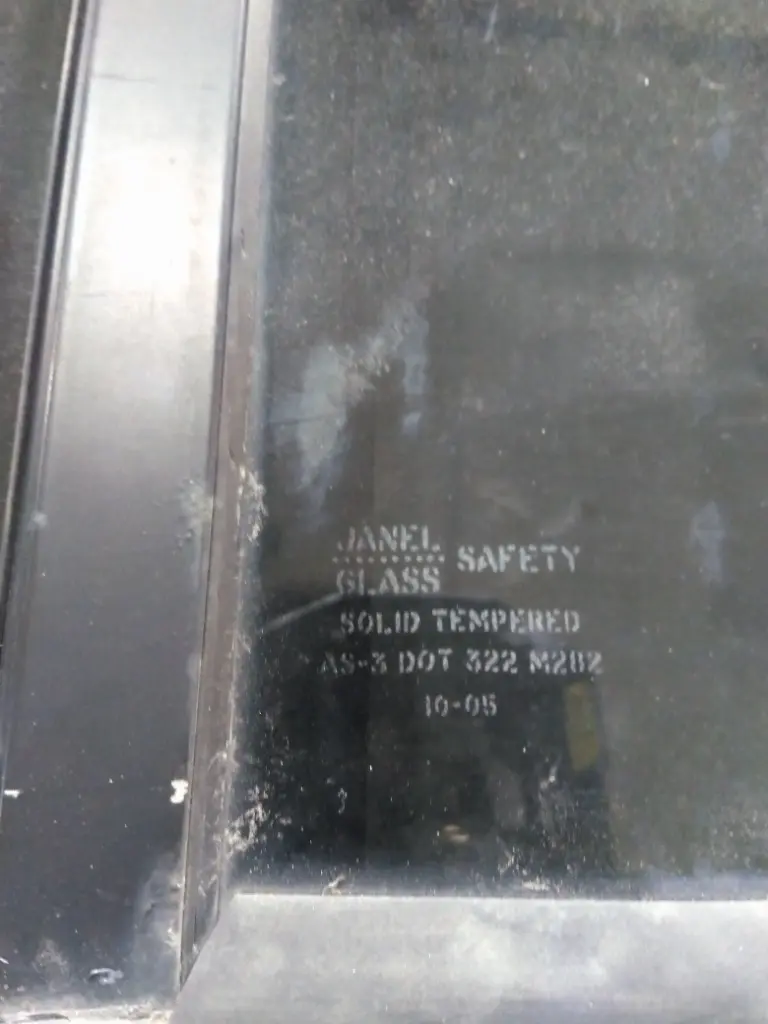 JANEL
GLASS SAFETY
SOLID TEMPERED
AS-3 DOT 322 M282
10-05